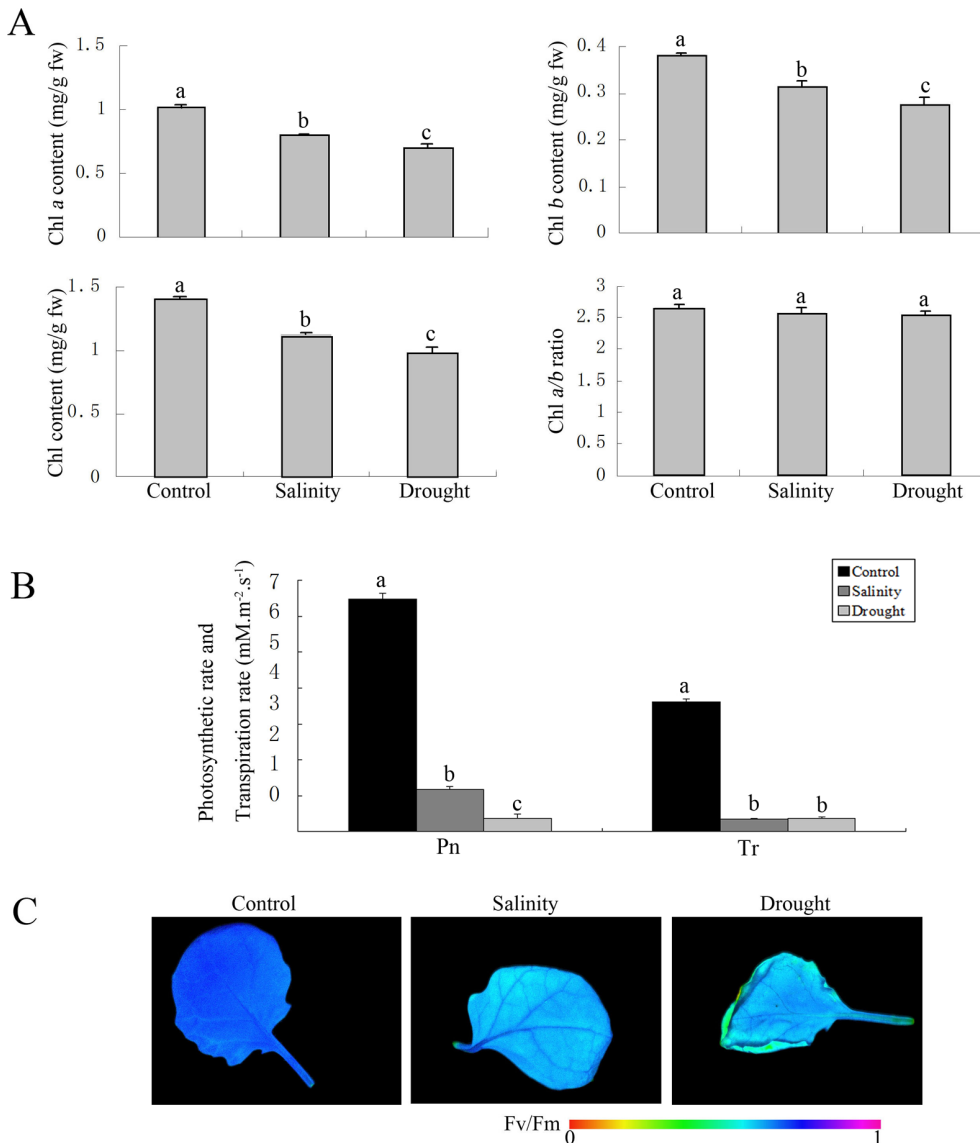 A
Chl a content (mg/g fw)
1.5
1
0.5
0
a
b
c
Chl b content (mg/g fw)
0.4
0.3
0.2
0.1
0
a
b
c
Chl content (mg/g fw)
1.5
1
0.5
0
a
b
c
Control Salinity Drought
Chl a/b ratio
3
2.5
2
1.5
1
0.5
0
a
a
a
Control Salinity Drought
B
Photosynthetic rate and
Transpiration rate (mM.m⁻².s⁻¹)
7
6
5
4
3
2
1
0
a
b
c
a
b
b
Pn Tr
Control
Salinity
Drought
C
Control Salinity Drought
Fv/Fm
0 1